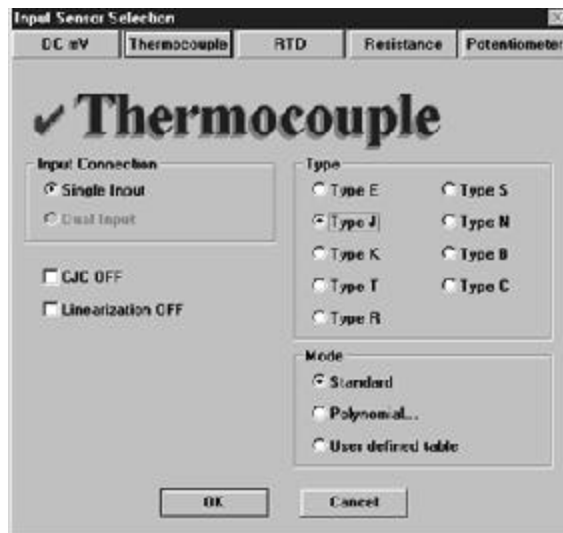 Input Sensor Selection
DC mV Thermocouple RTD Resistance Potentiometer
Thermocouple
Input Connection
Single Input
Dual Input
CJC OFF
Linearization OFF
Type
Type E Type S
Type J Type N
Type K Type B
Type T Type C
Type R
Mode
Standard
Polynomial...
User defined table
OK Cancel